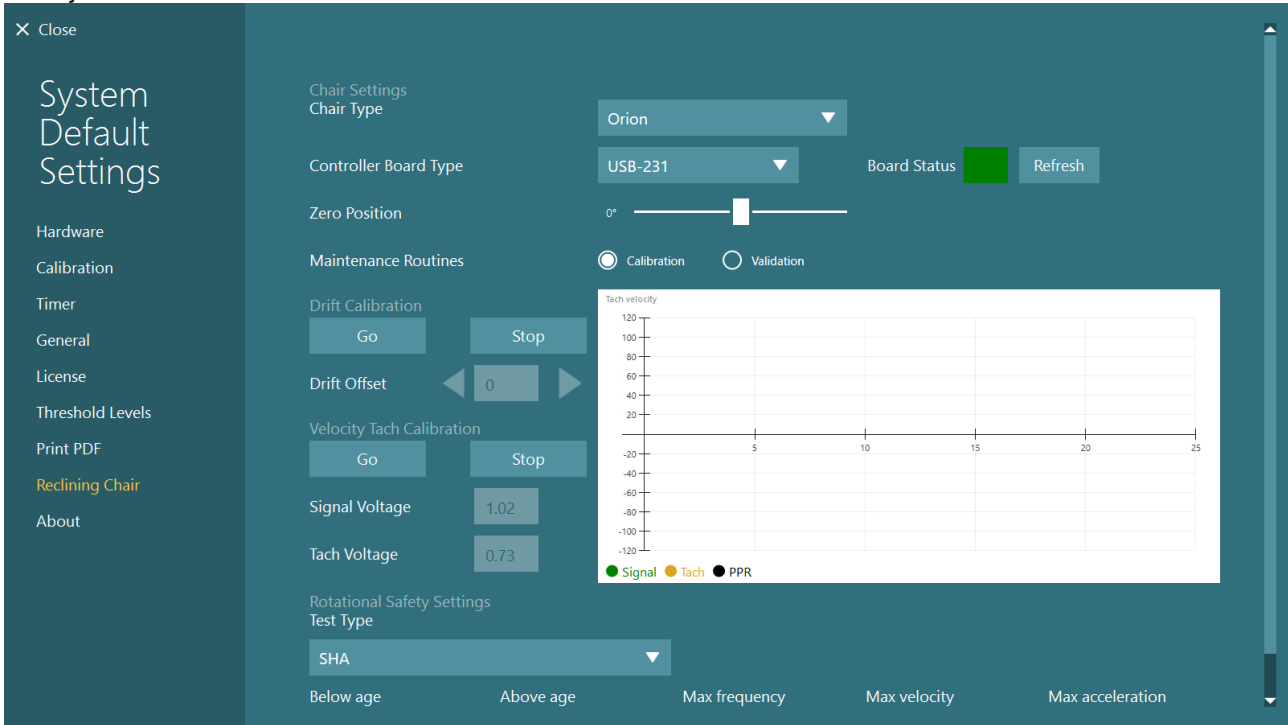 Close
System
Default
Settings
Hardware
Calibration
Timer
General
License
Threshold Levels
Print PDF
Reclining Chair
About
Chair Settings
Chair Type
Orion
Controller Board Type
USB-231
Board Status
Refresh
Zero Position
0°
Maintenance Routines
Calibration
Validation
Drift Calibration
Go
Stop
Drift Offset
0
Velocity Tach Calibration
Go
Stop
Signal Voltage
1.02
Tach Voltage
0.73
Tach velocity
120
100
80
60
40
20
5 10 15 20 25
-20
-40
-60
-80
-100
-120
Signal Tach PPR
Rotational Safety Settings
Test Type
SHA
Below age Above age Max frequency Max velocity Max acceleration